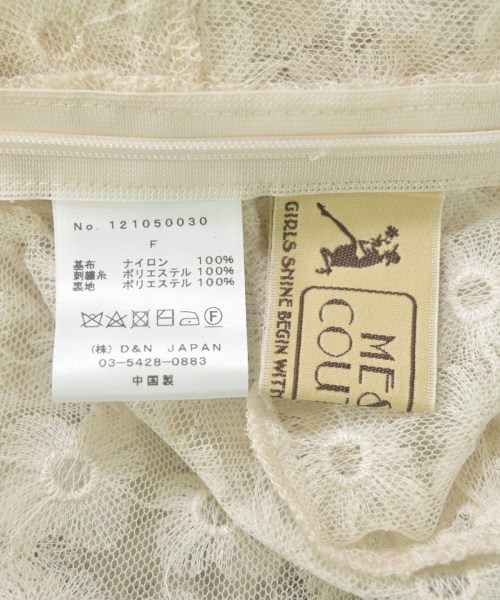 No. 121050030
F
基布 ナイロン 100%
刺繍糸 ポリエステル 100%
裏地 ポリエステル 100%
F
(株) D&N JAPAN
03-5428-0883
中国製
GIRLS SHINE BEGIN WITH
ME&
COUT